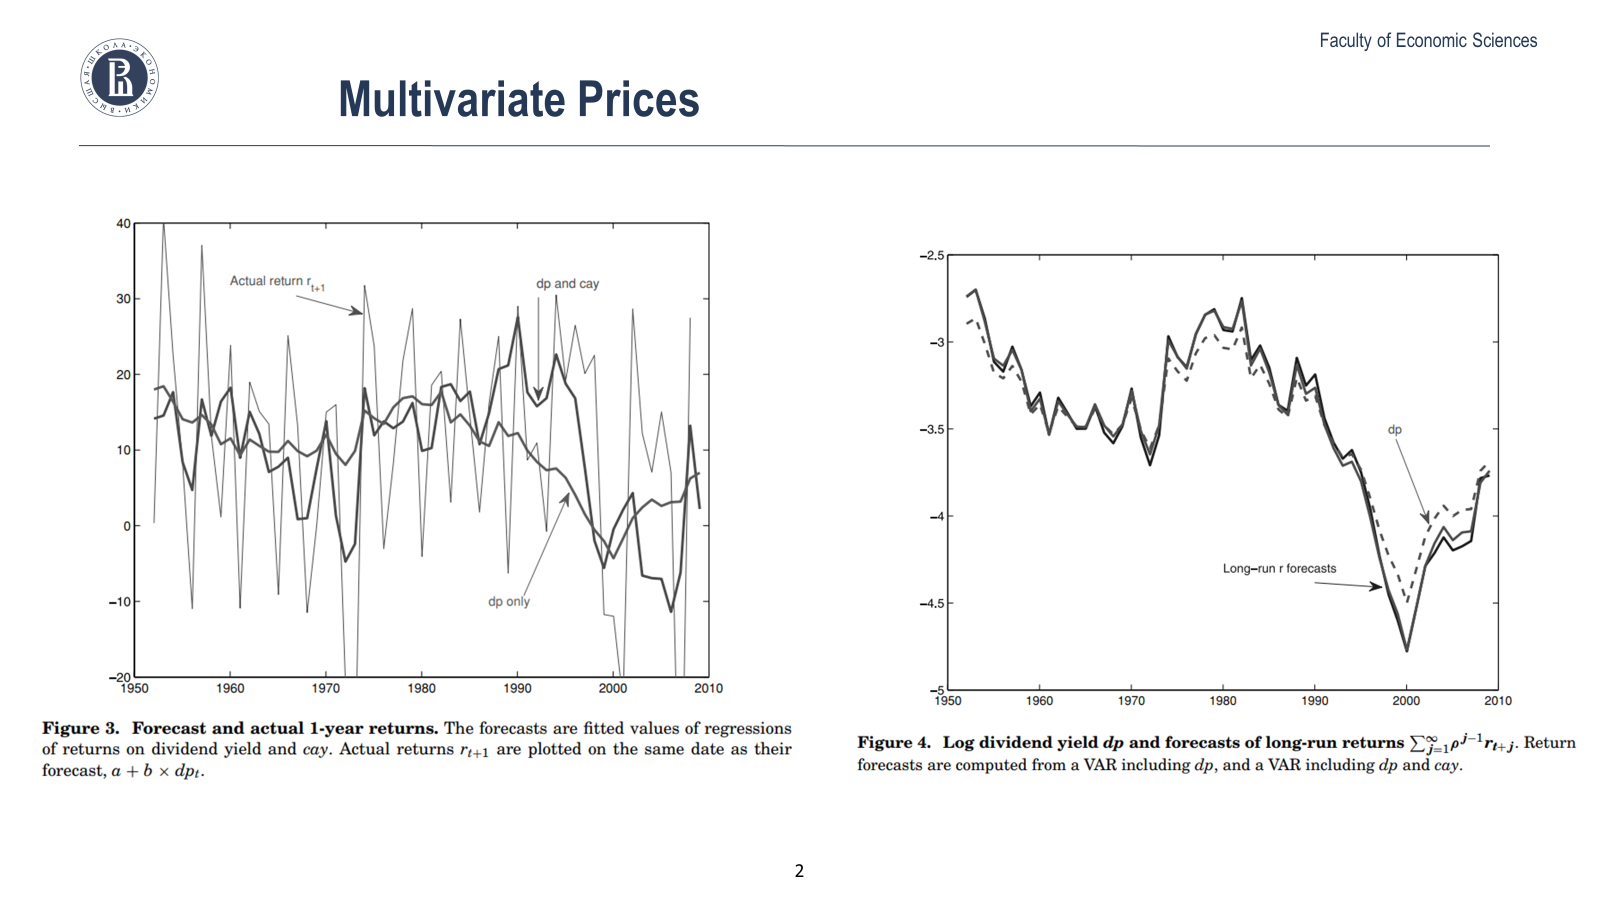 Faculty of Economic Sciences
ВЫСШАЯ • ШКОЛА • ЭКОНОМИКИ
Multivariate Prices
40
30
20
10
0
−10
−20
1950 1960 1970 1980 1990 2000 2010
Actual return r_{t+1}
dp and cay
dp only
Figure 3. Forecast and actual 1-year returns. The forecasts are fitted values of regressions
of returns on dividend yield and cay. Actual returns r_{t+1} are plotted on the same date as their
forecast, a + b × dp_t.
−2.5
−3
−3.5
−4
−4.5
−5
1950 1960 1970 1980 1990 2000 2010
dp
Long−run r forecasts
Figure 4. Log dividend yield dp and forecasts of long-run returns ∑_{j=1}^∞ ρ^{j−1} r_{t+j}. Return
forecasts are computed from a VAR including dp, and a VAR including dp and cay.
2